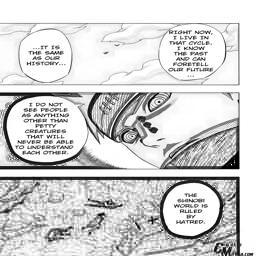 RIGHT NOW,
I LIVE IN
THAT CYCLE.
I KNOW
THE PAST
AND CAN
FORETELL
OUR FUTURE
...
...IT IS
THE SAME
AS OUR
HISTORY...
I DO NOT
SEE PEOPLE
AS ANYTHING
OTHER THAN
PETTY
CREATURES
THAT WILL
NEVER BE ABLE
TO UNDERSTAND
EACH OTHER.
THE
SHINOBI
WORLD IS
RULED
BY
HATRED.